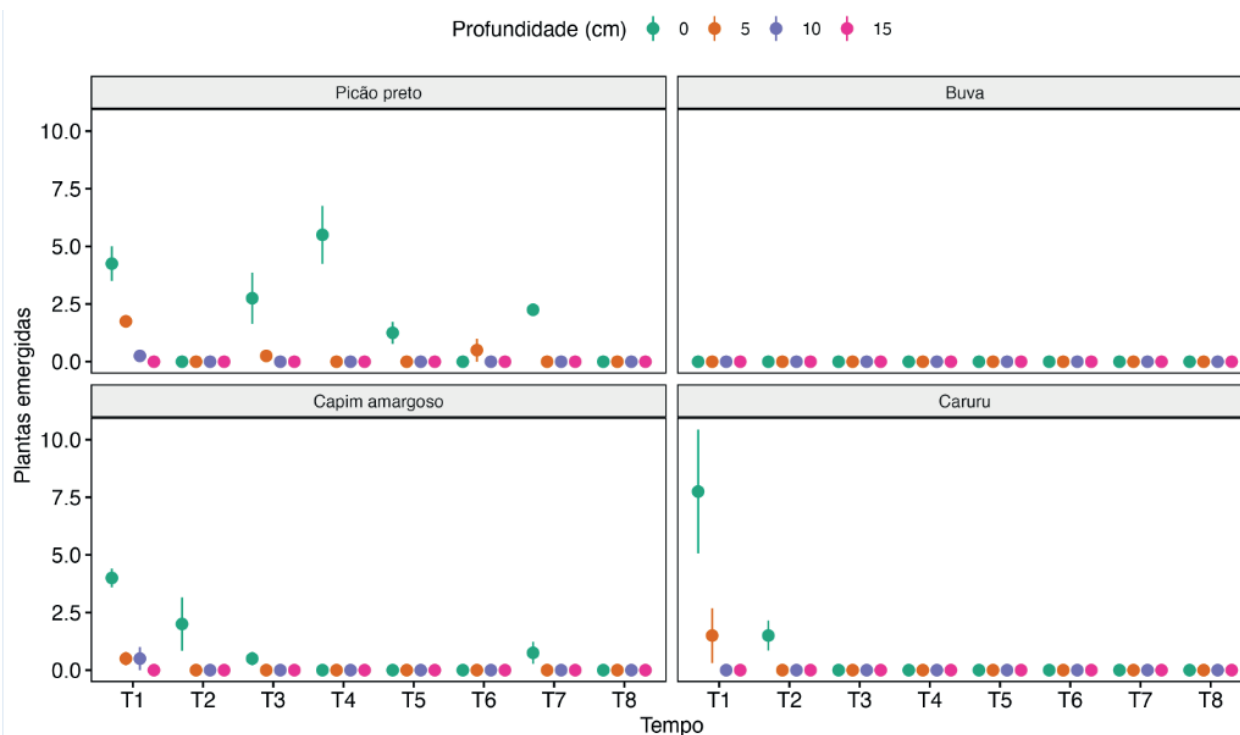 Profundidade (cm) 0 5 10 15
Picão preto Buva
10.0
7.5
5.0
2.5
0.0
Capim amargoso Caruru
10.0
7.5
5.0
2.5
0.0
Plantas emergidas
T1 T2 T3 T4 T5 T6 T7 T8 T1 T2 T3 T4 T5 T6 T7 T8
Tempo